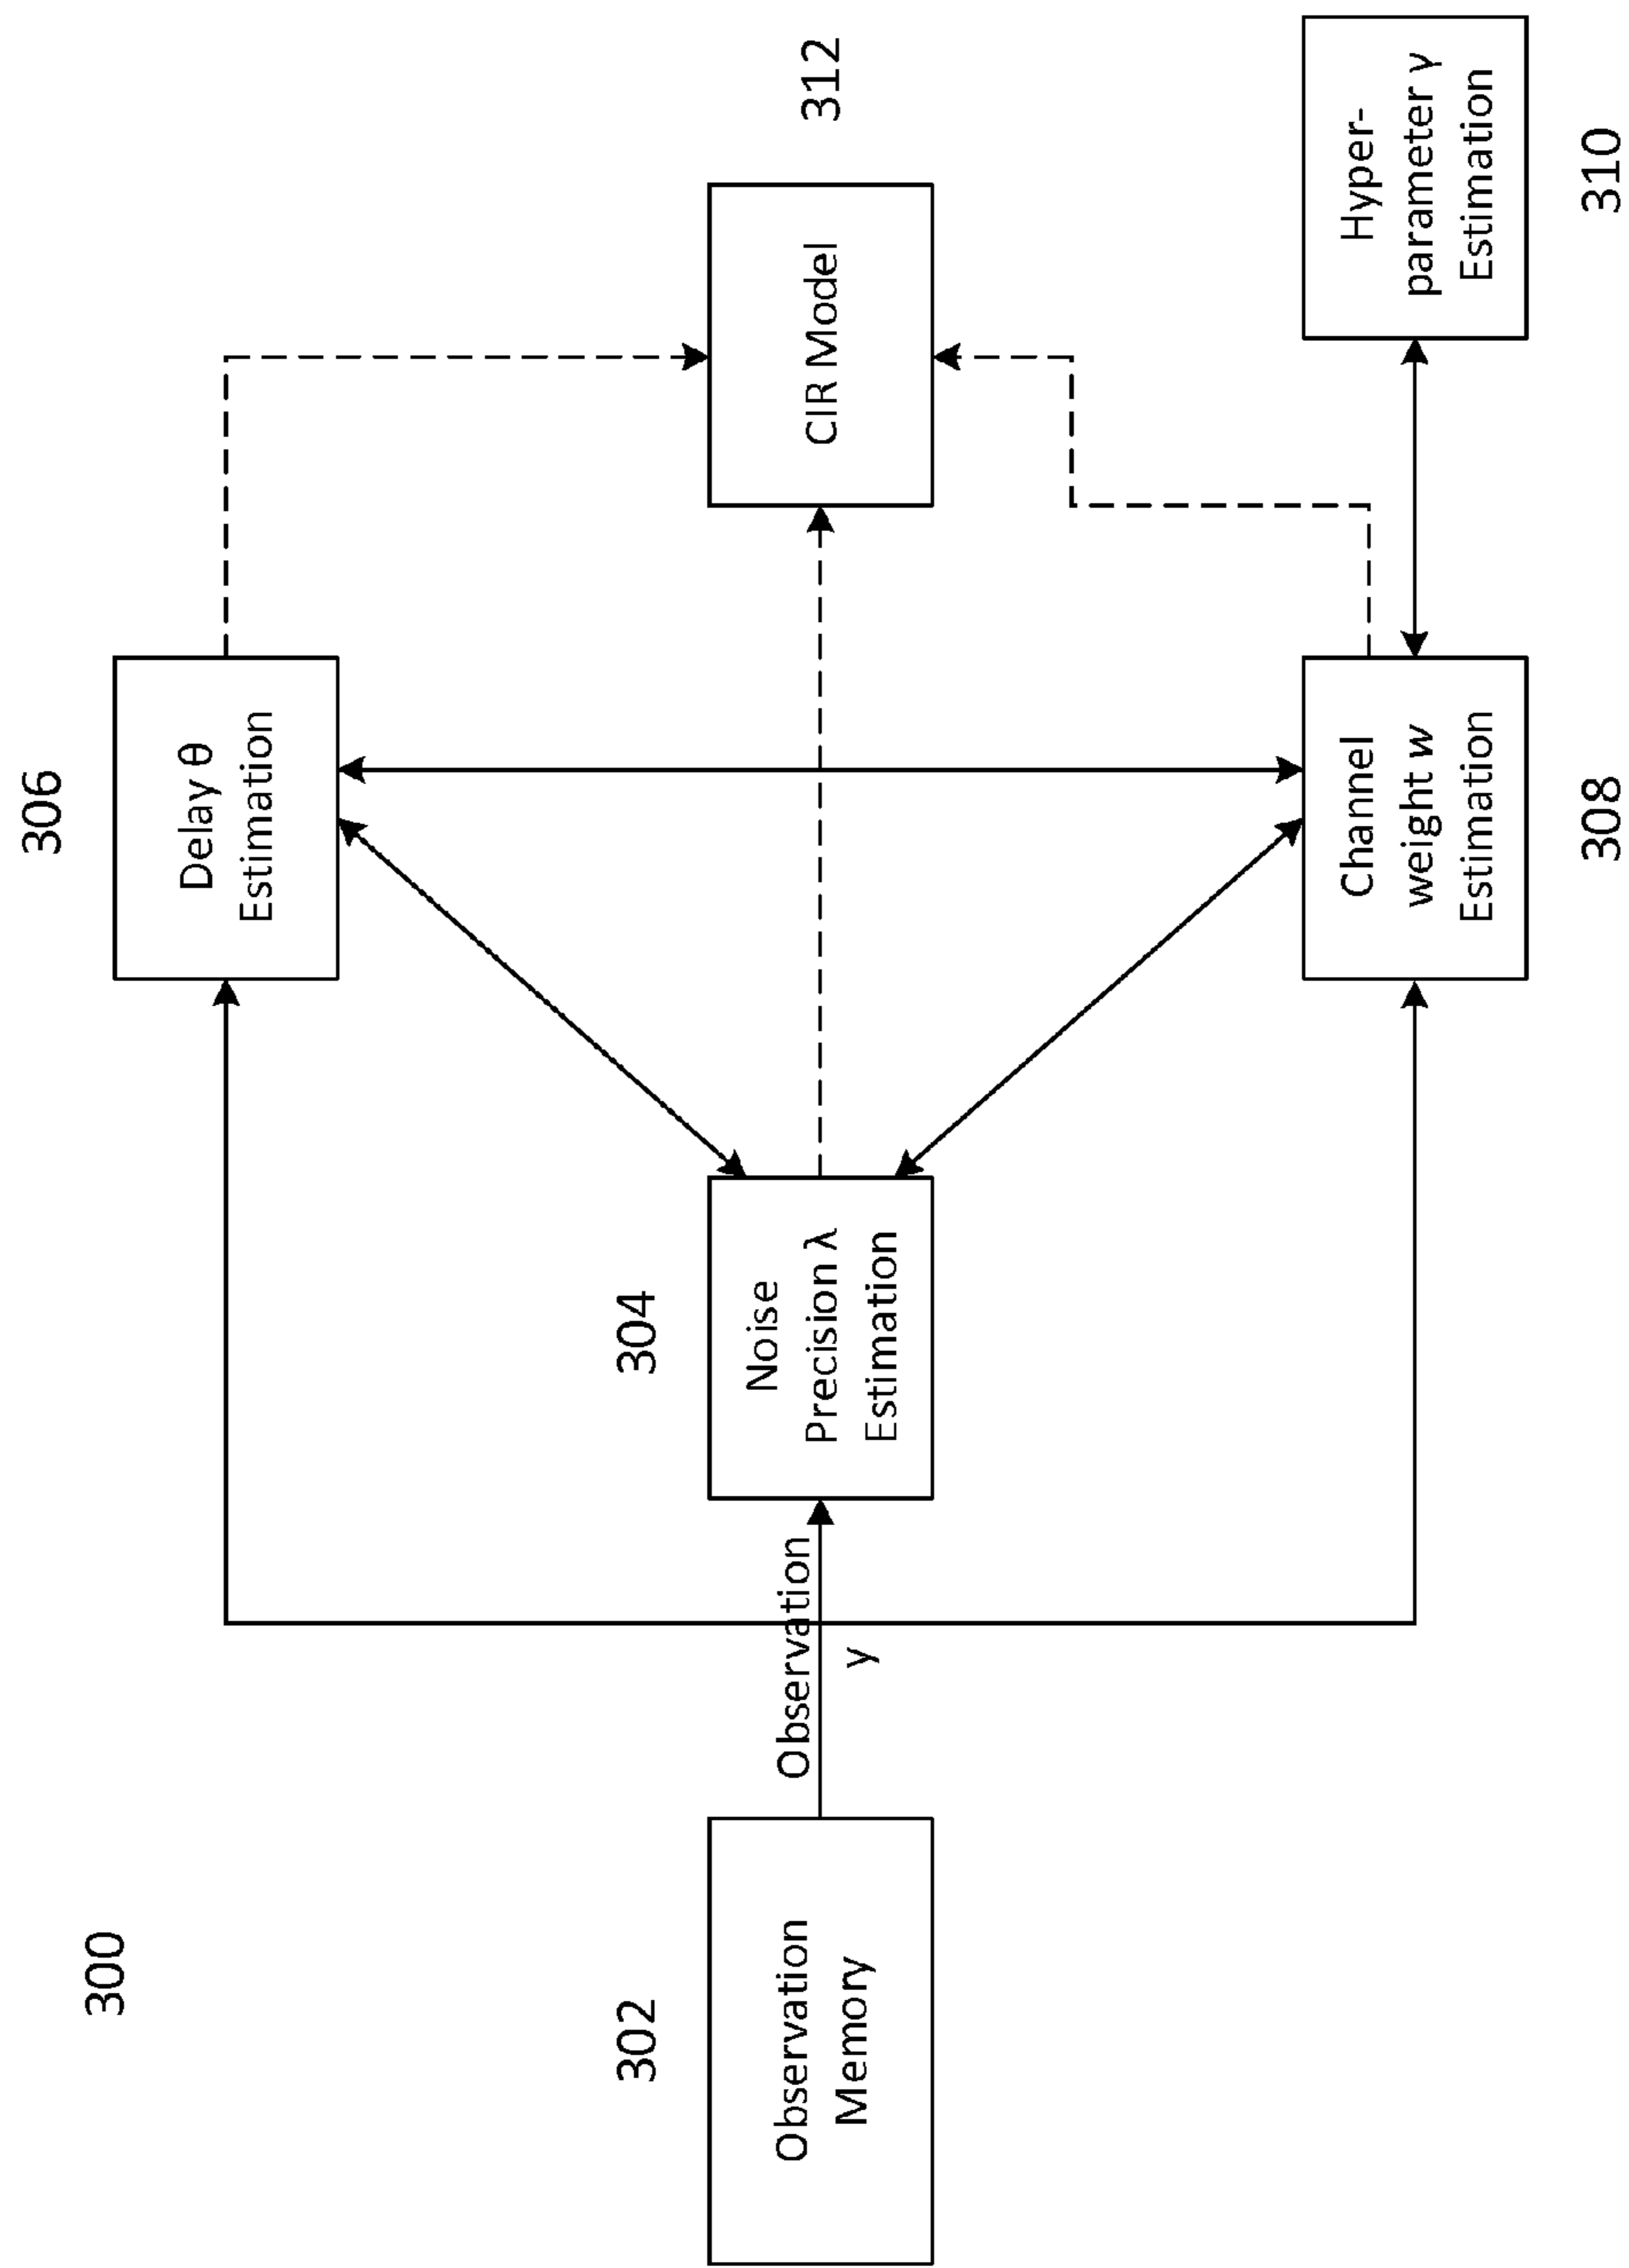 300
302
Observation
Memory
Observation
y
304
Noise
Precision λ
Estimation
306
Delay θ
Estimation
308
Channel
weight w
Estimation
312
CIR Model
310
Hyper-
parameter γ
Estimation